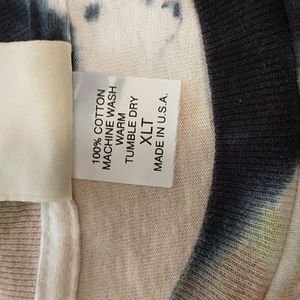 100% COTTON
MACHINE WASH
WARM
TUMBLE DRY
XLT
MADE IN U.S.A.